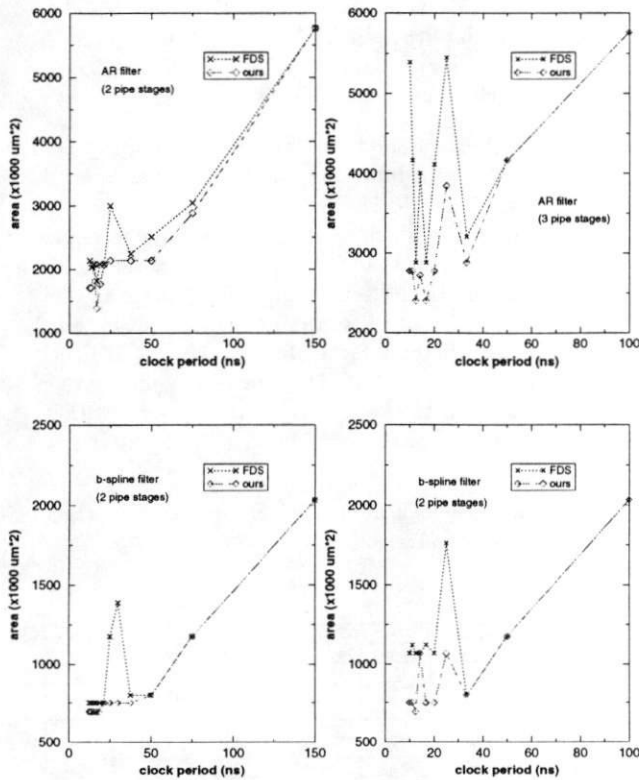 6000
5000
4000
3000
2000
1000
area (x1000 um^2)
AR filter
(2 pipe stages)
FDS
ours
0 50 100 150
clock period (ns)
6000
5000
4000
3000
2000
area (x1000 um^2)
FDS
ours
AR filter
(3 pipe stages)
0 20 40 60 80 100
clock period (ns)
2500
2000
1500
1000
500
area (x1000 um^2)
b-spline filter
(2 pipe stages)
FDS
ours
0 50 100 150
clock period (ns)
2500
2000
1500
1000
500
area (x1000 um^2)
b-spline filter
(2 pipe stages)
FDS
ours
0 20 40 60 80 100
clock period (ns)